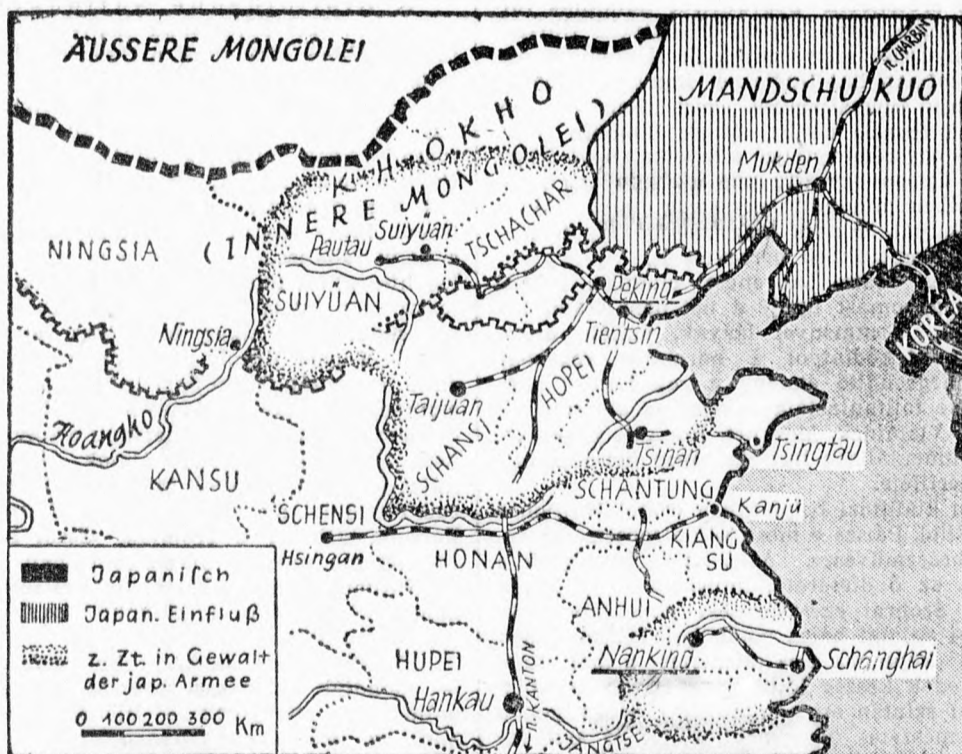 ÄUSSERE MONGOLEI
n. CHARBIN
MANDSCHUKUO
KHOKHO
(INNERE MONGOLEI)
Mukden
NINGSIA
Pautau
Suiyüan
TSCHACHAR
SUIYÜAN
Peking
KOREA
Ningsia
Tientsin
HOPEI
Hoangho
Taijuan
SCHANSI
Tsinan
Tsingtau
KANSU
SCHANTUNG
SCHENSI
Kanjü
Hsingan
HONAN
KIANG
SU
Japanisch
Japan. Einfluß
ANHUI
z. Zt. in Gewalt
der jap. Armee
HUPEI
Nanking
Schanghai
Hankau
n. KANTON
JANGTSE
0 100 200 300 Km